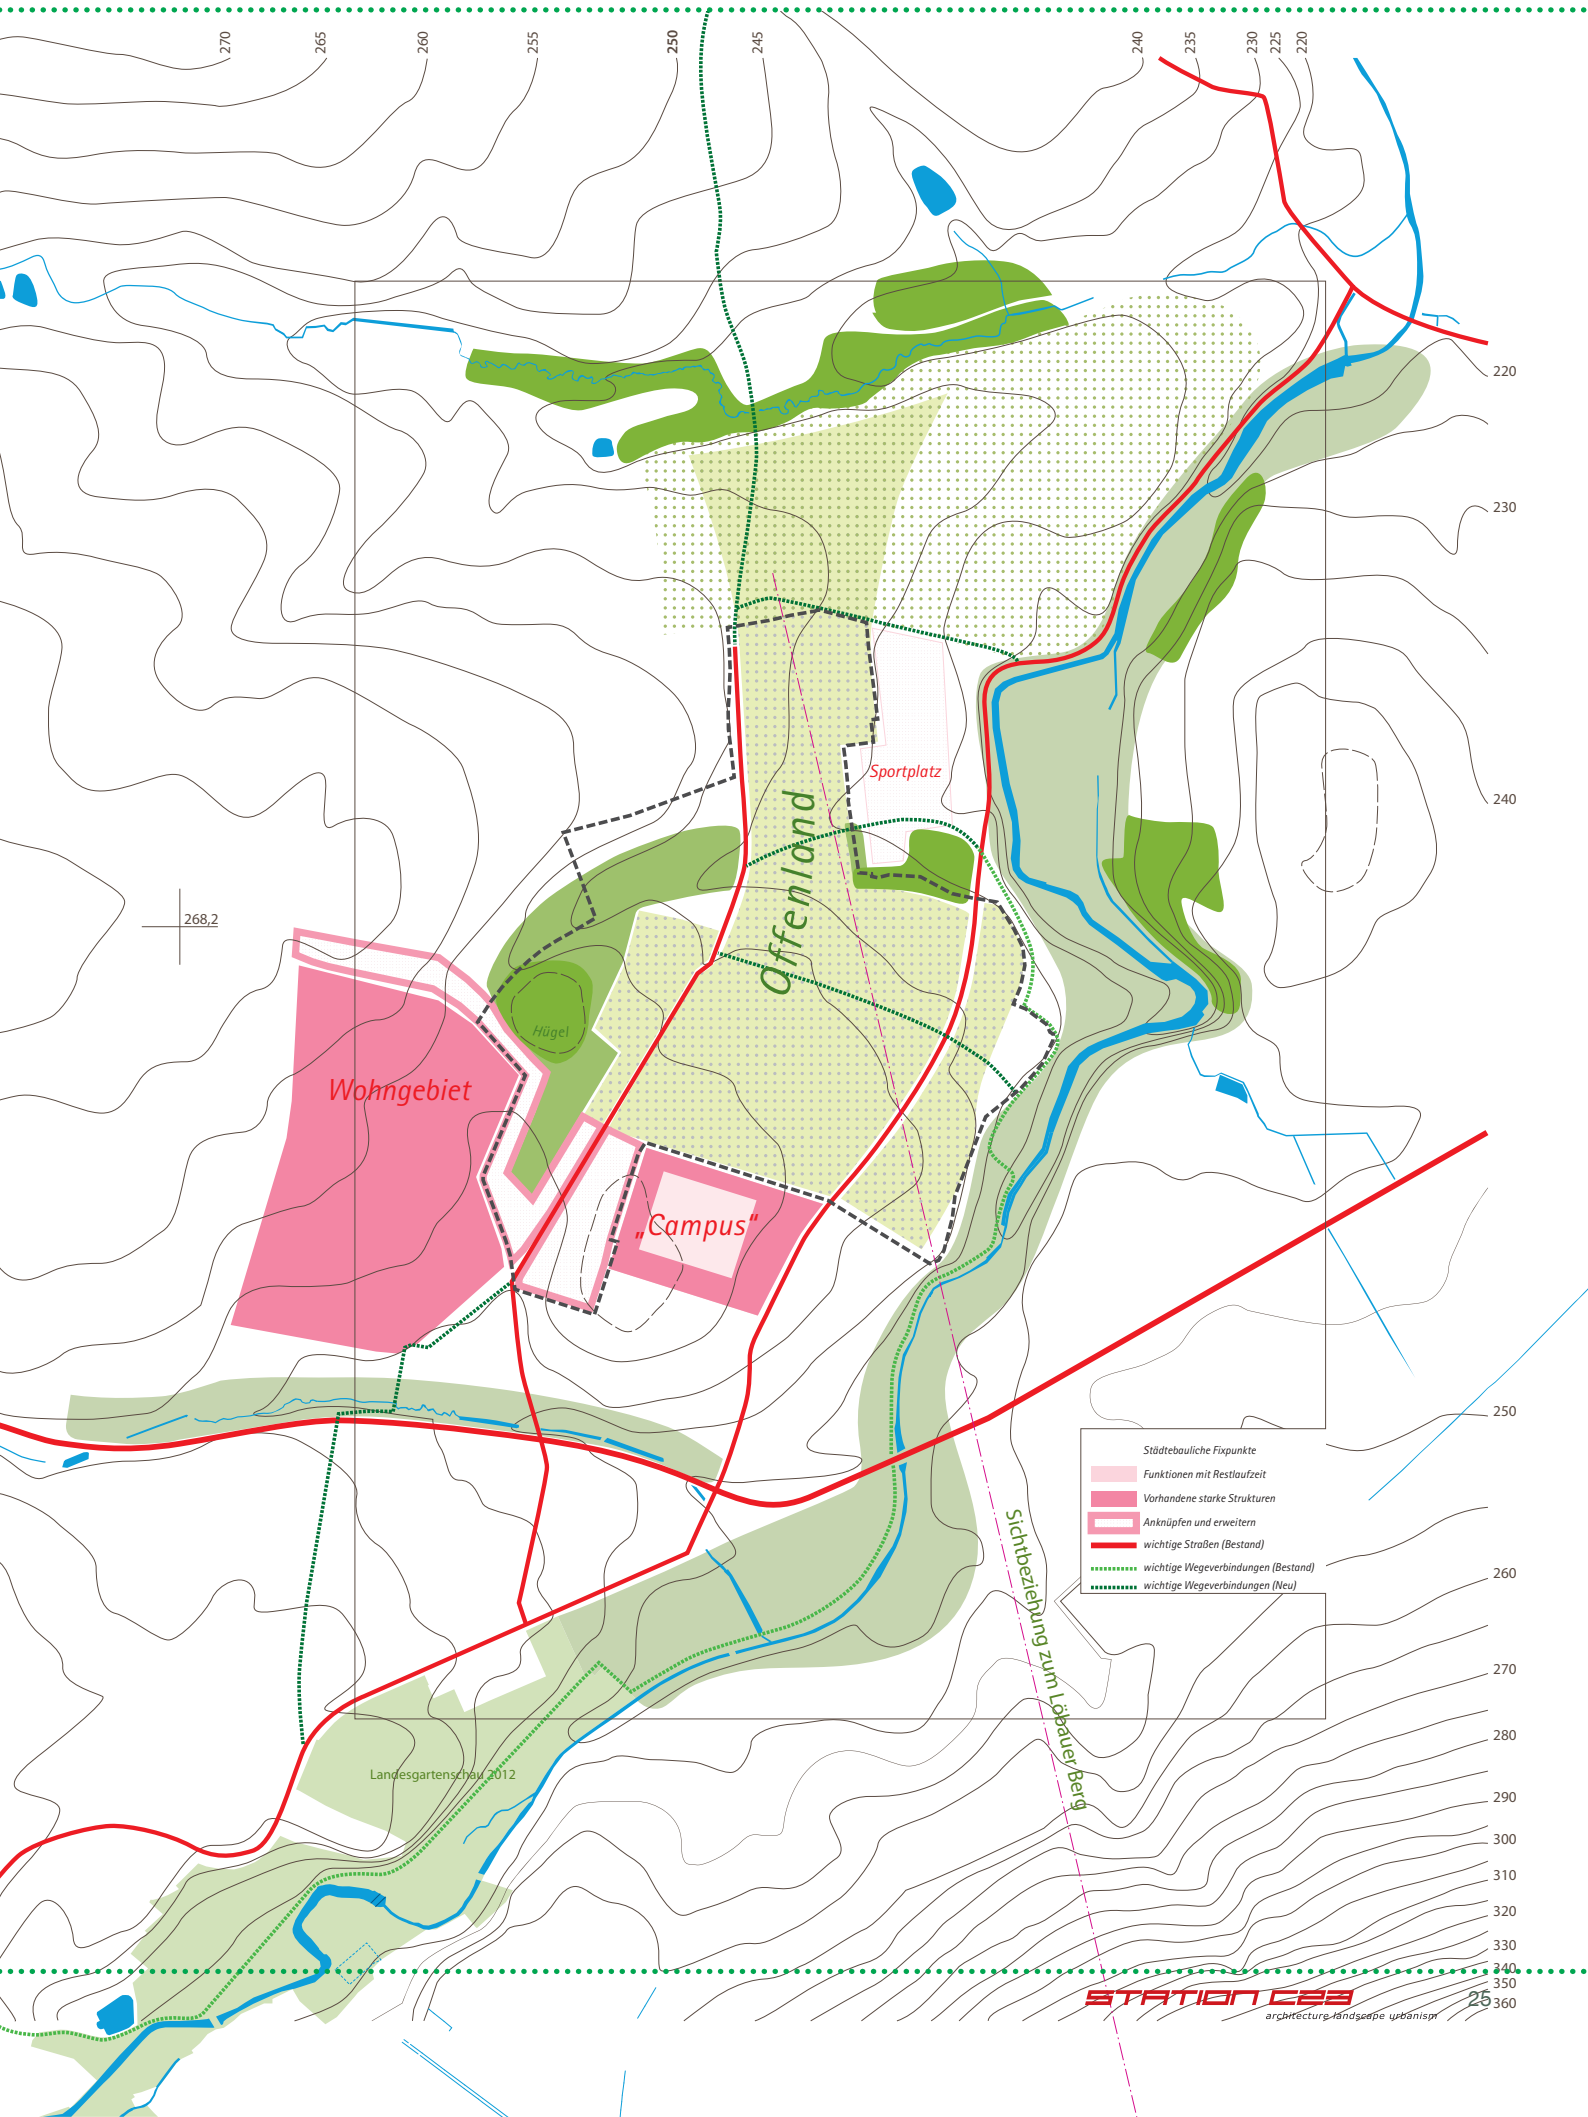 270
265
260
255
250
245
240
235
230
225
220
220
230
Sportplatz
240
Offenland
268,2
Hügel
Wohngebiet
„Campus“
250
Städtebauliche Fixpunkte
Funktionen mit Restlaufzeit
Vorhandene starke Strukturen
Anknüpfen und erweitern
wichtige Straßen (Bestand)
wichtige Wegeverbindungen (Bestand)
wichtige Wegeverbindungen (Neu)
Sichtbeziehung zum Löbauer Berg
260
270
280
Landesgartenschau 2012
290
300
310
320
330
340
350
360
STATION C23
architecture landscape urbanism
25